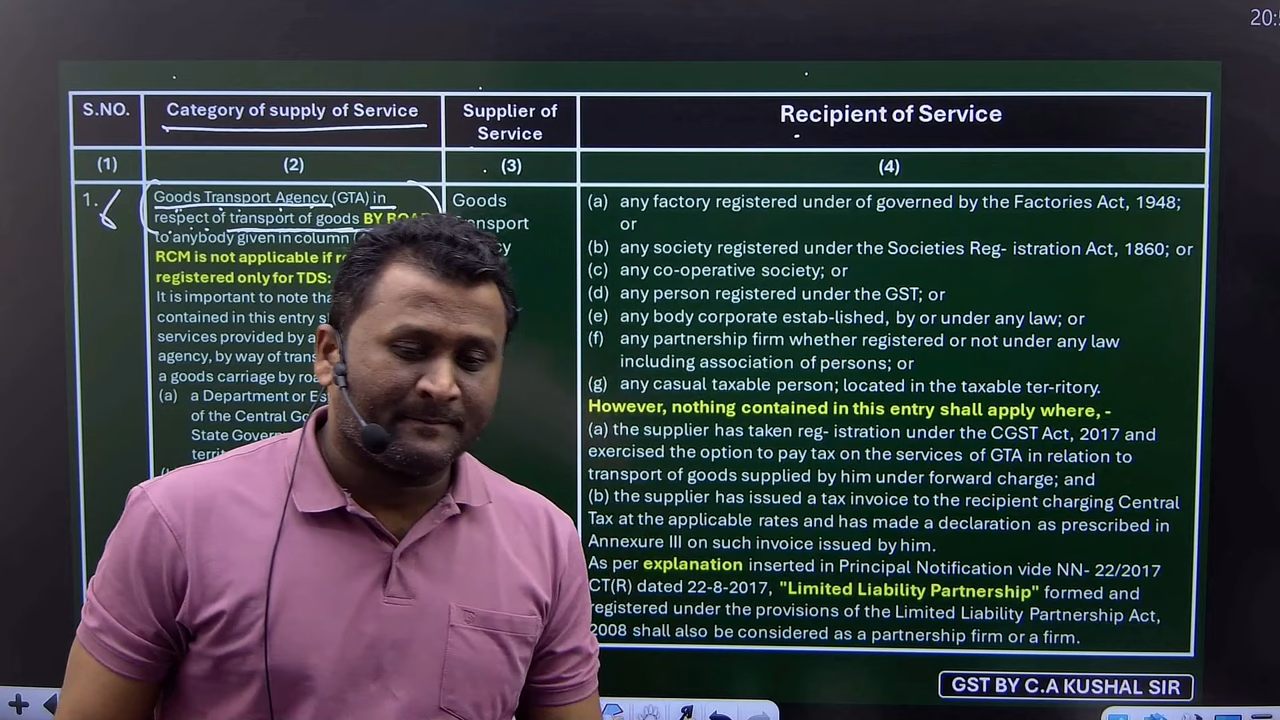 20:
S.NO.
Category of supply of Service
Supplier of
Service
Recipient of Service
(1)
(2)
(3)
(4)
1.
Goods Transport Agency (GTA) in
respect of transport of goods BY ROAD
to anybody given in column (
RCM is not applicable if re
registered only for TDS:
It is important to note tha
contained in this entry s
services provided by a
agency, by way of trans
a goods carriage by roa
(a) a Department or Es
of the Central Go
State Govern
territ
Goods
ansport
cy
(a) any factory registered under of governed by the Factories Act, 1948;
or
(b) any society registered under the Societies Reg- istration Act, 1860; or
(c) any co-operative society; or
(d) any person registered under the GST; or
(e) any body corporate estab-lished, by or under any law; or
(f) any partnership firm whether registered or not under any law
including association of persons; or
(g) any casual taxable person; located in the taxable ter-ritory.
However, nothing contained in this entry shall apply where, -
(a) the supplier has taken reg- istration under the CGST Act, 2017 and
exercised the option to pay tax on the services of GTA in relation to
transport of goods supplied by him under forward charge; and
(b) the supplier has issued a tax invoice to the recipient charging Central
Tax at the applicable rates and has made a declaration as prescribed in
Annexure III on such invoice issued by him.
As per explanation inserted in Principal Notification vide NN- 22/2017
CT(R) dated 22-8-2017, "Limited Liability Partnership" formed and
registered under the provisions of the Limited Liability Partnership Act,
2008 shall also be considered as a partnership firm or a firm.
GST BY C.A KUSHAL SIR